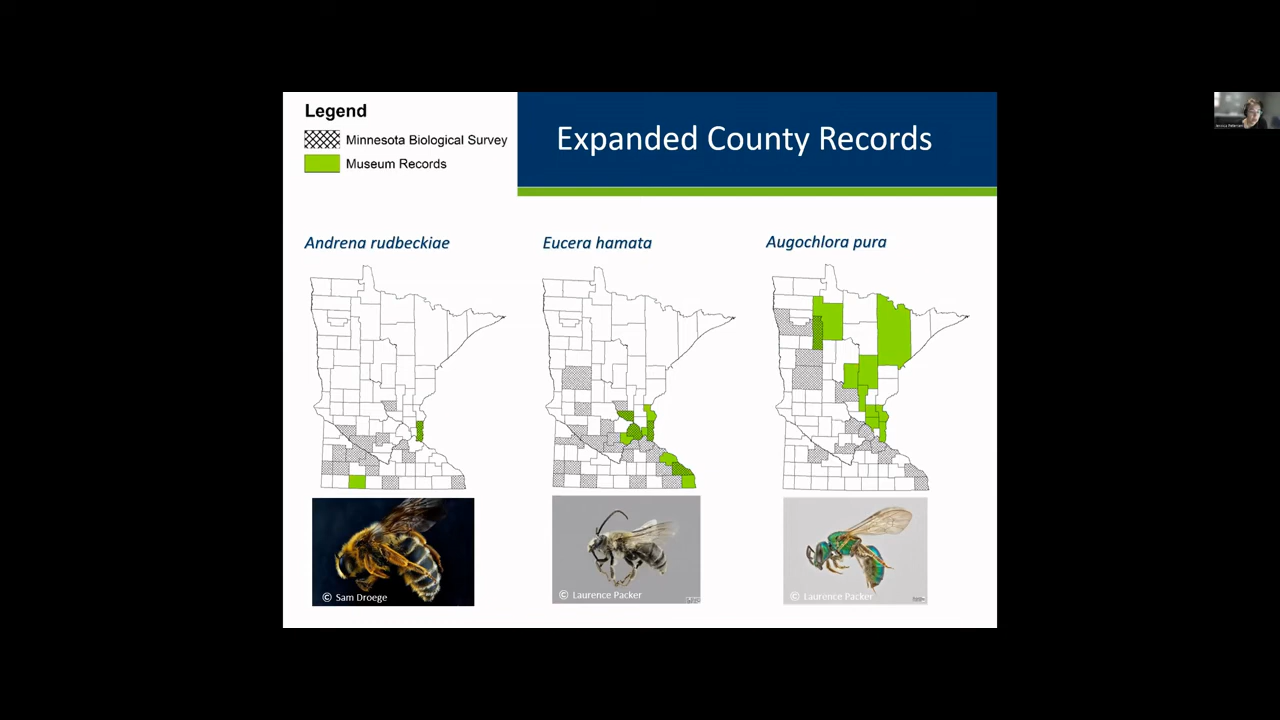 Legend
Minnesota Biological Survey
Museum Records
Expanded County Records
Andrena rudbeckiae
Eucera hamata
Augochlora pura
© Sam Droege
© Laurence Packer
© Laurence Packer